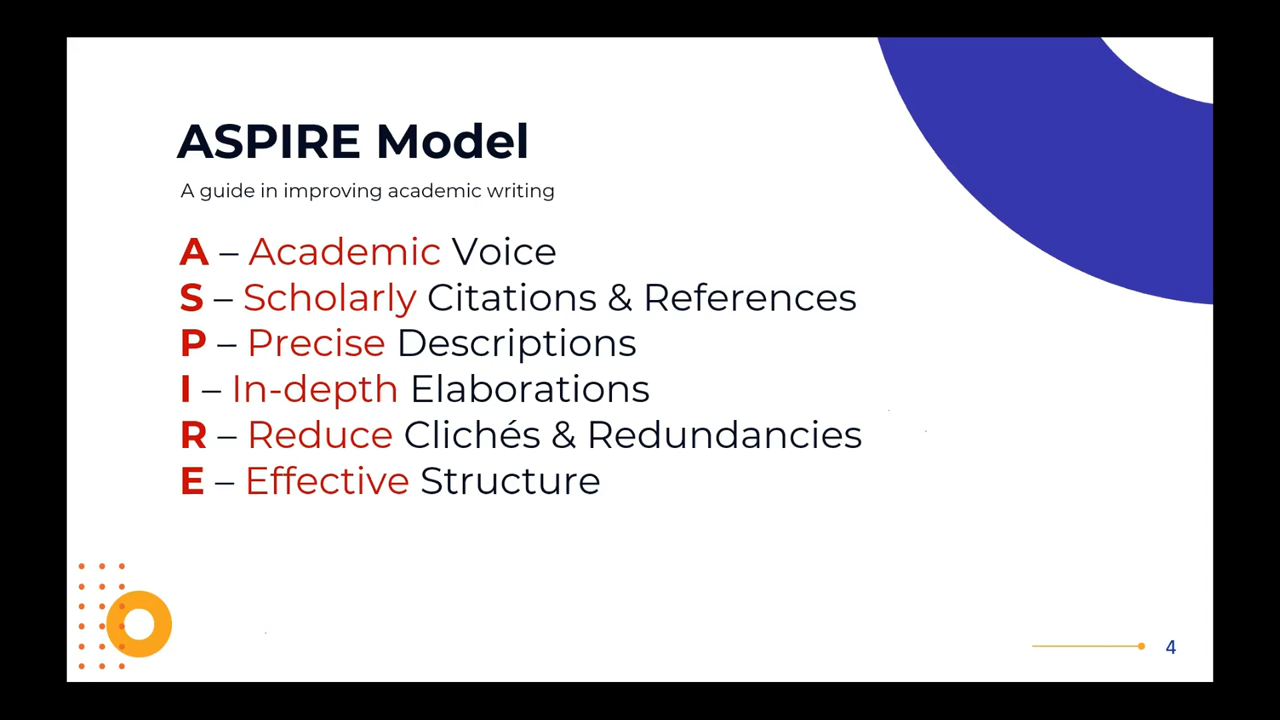 ASPIRE Model
A guide in improving academic writing
A – Academic Voice
S – Scholarly Citations & References
P – Precise Descriptions
I – In-depth Elaborations
R – Reduce Clichés & Redundancies
E – Effective Structure
4